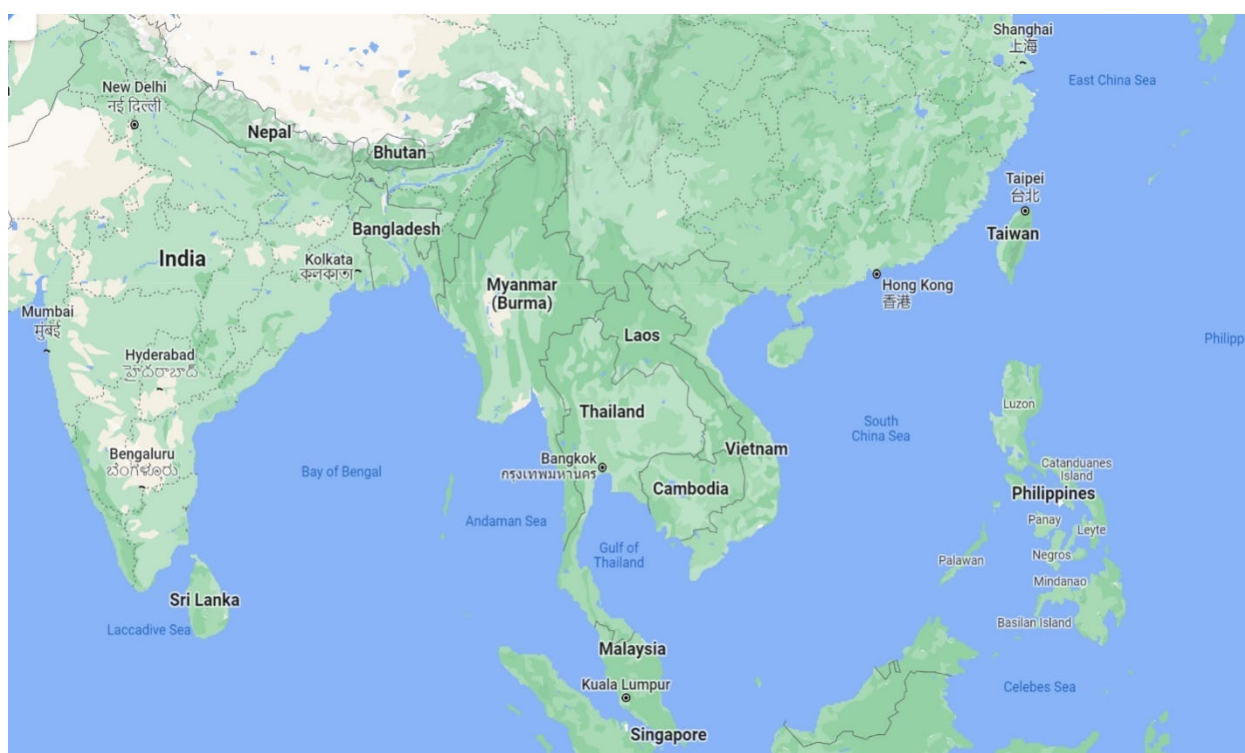 Shanghai
上海
East China Sea
New Delhi
नई दिल्ली
Nepal
Bhutan
Taipei
台北
Bangladesh
Taiwan
India
Kolkata
কলকাতা
Myanmar
(Burma)
Hong Kong
香港
Mumbai
मुंबई
Laos
Philipp
Hyderabad
హైదరాబాద్
Thailand
Luzon
South
China Sea
Vietnam
Bengaluru
ಬೆಂಗಳೂರು
Bay of Bengal
Bangkok
กรุงเทพมหานคร
Catanduanes
Island
Cambodia
Philippines
Andaman Sea
Panay
Leyte
Gulf of
Thailand
Negros
Palawan
Mindanao
Sri Lanka
Laccadive Sea
Basilan Island
Malaysia
Kuala Lumpur
Celebes Sea
Singapore